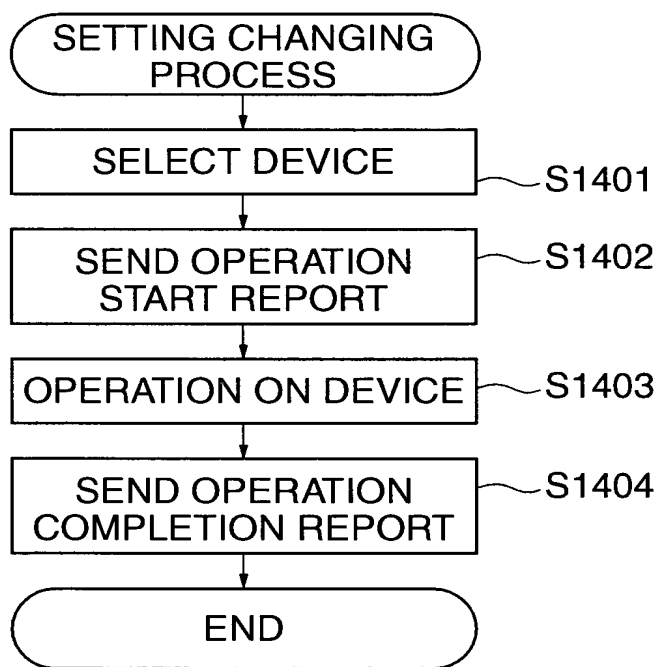 SETTING CHANGING
PROCESS
SELECT DEVICE
S1401
SEND OPERATION
START REPORT
S1402
OPERATION ON DEVICE
S1403
SEND OPERATION
COMPLETION REPORT
S1404
END